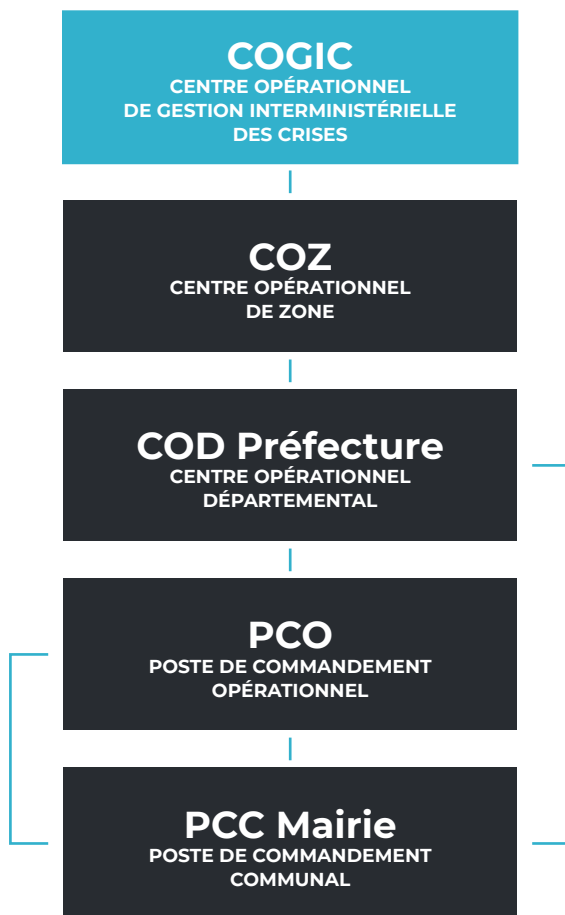 COGIC
CENTRE OPÉRATIONNEL
DE GESTION INTERMINISTÉRIELLE
DES CRISES
COZ
CENTRE OPÉRATIONNEL
DE ZONE
COD Préfecture
CENTRE OPÉRATIONNEL
DÉPARTEMENTAL
PCO
POSTE DE COMMANDEMENT
OPÉRATIONNEL
PCC Mairie
POSTE DE COMMANDEMENT
COMMUNAL